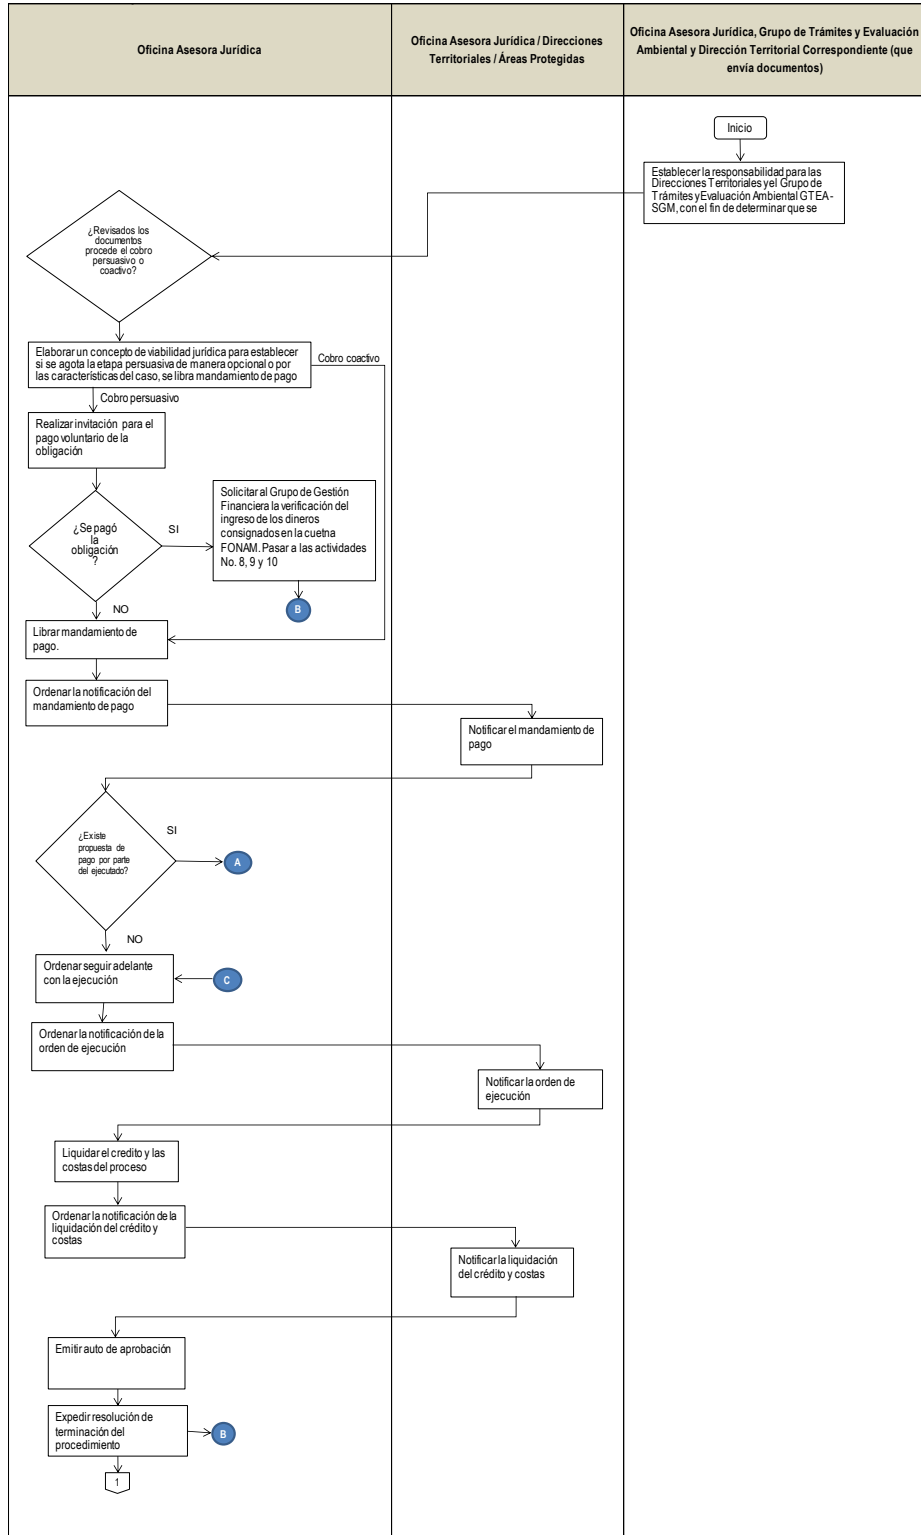 Oficina Asesora Jurídica
Oficina Asesora Jurídica / Direcciones
Territoriales / Áreas Protegidas
Oficina Asesora Jurídica, Grupo de Trámites y Evaluación
Ambiental y Dirección Territorial Correspondiente (que
envía documentos)
Inicio
Establecer la responsabilidad para las
Direcciones Territoriales y el Grupo de
Trámites y Evaluación Ambiental GTEA-
SGM, con el fin de determinar que se
¿Revisados los
documentos
procede el cobro
persuasivo o
coactivo?
Elaborar un concepto de viabilidad jurídica para establecer
si se agota la etapa persuasiva de manera opcional o por
las características del caso, se libra mandamiento de pago
Cobro coactivo
Cobro persuasivo
Realizar invitación para el
pago voluntario de la
obligación
¿Se pagó
la
obligación
?
SI
Solicitar al Grupo de Gestión
Financiera la verificación del
ingreso de los dineros
consignados en la cuetna
FONAM. Pasar a las actividades
No. 8, 9 y 10
B
NO
Librar mandamiento de
pago.
Ordenar la notificación del
mandamiento de pago
Notificar el mandamiento de
pago
¿Existe
propuesta de
pago por parte
del ejecutado?
SI
A
NO
Ordenar seguir adelante
con la ejecución
C
Ordenar la notificación de la
orden de ejecución
Notificar la orden de
ejecución
Liquidar el credito y las
costas del proceso
Ordenar la notificación de la
liquidación del crédito y
costas
Notificar la liquidación
del crédito y costas
Emitir auto de aprobación
Expedir resolución de
terminación del
procedimiento
B
1